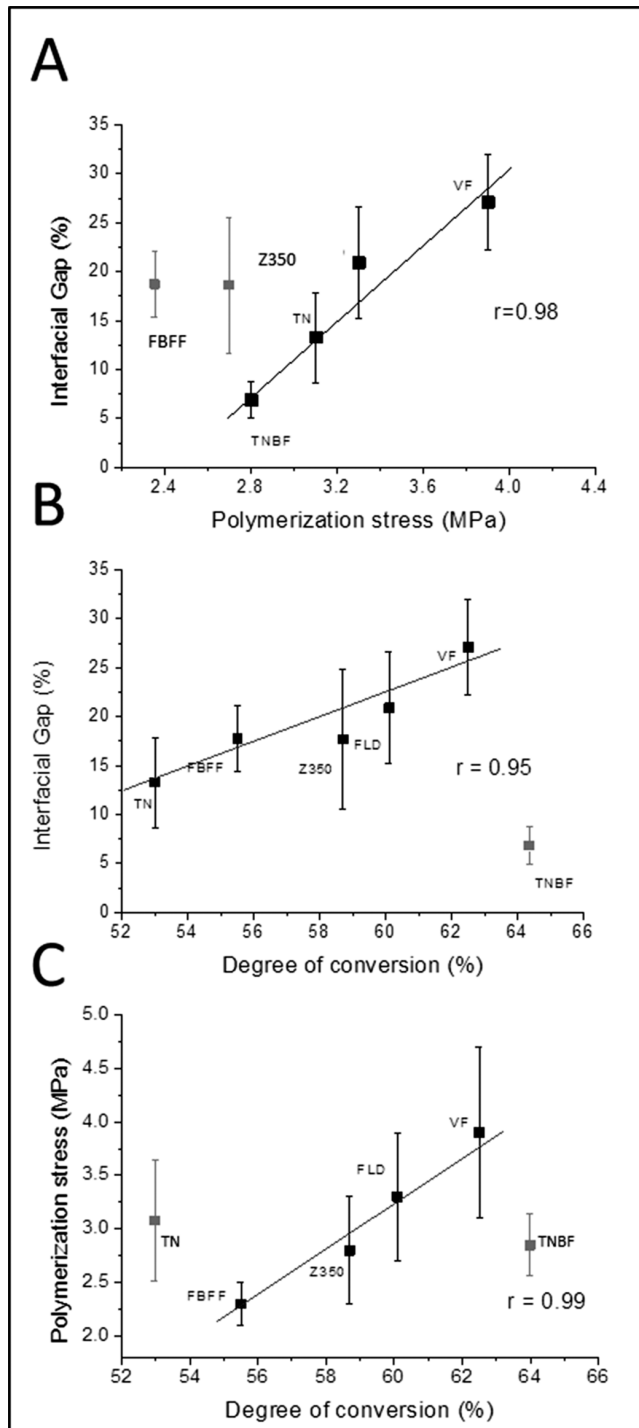 A
35
30
25
20
15
10
5
0
Interfacial Gap (%)
VF
Z350
TN
FBFF
TNBF
r=0.98
2.4 2.8 3.2 3.6 4.0 4.4
Polymerization stress (MPa)
B
35
30
25
20
15
10
5
0
Interfacial Gap (%)
VF
FBFF
FLD
Z350
TN
r = 0.95
TNBF
52 54 56 58 60 62 64 66
Degree of conversion (%)
C
5.0
4.5
4.0
3.5
3.0
2.5
2.0
Polymerization stress (MPa)
VF
FLD
TN
TNBF
Z350
FBFF
r = 0.99
52 54 56 58 60 62 64 66
Degree of conversion (%)